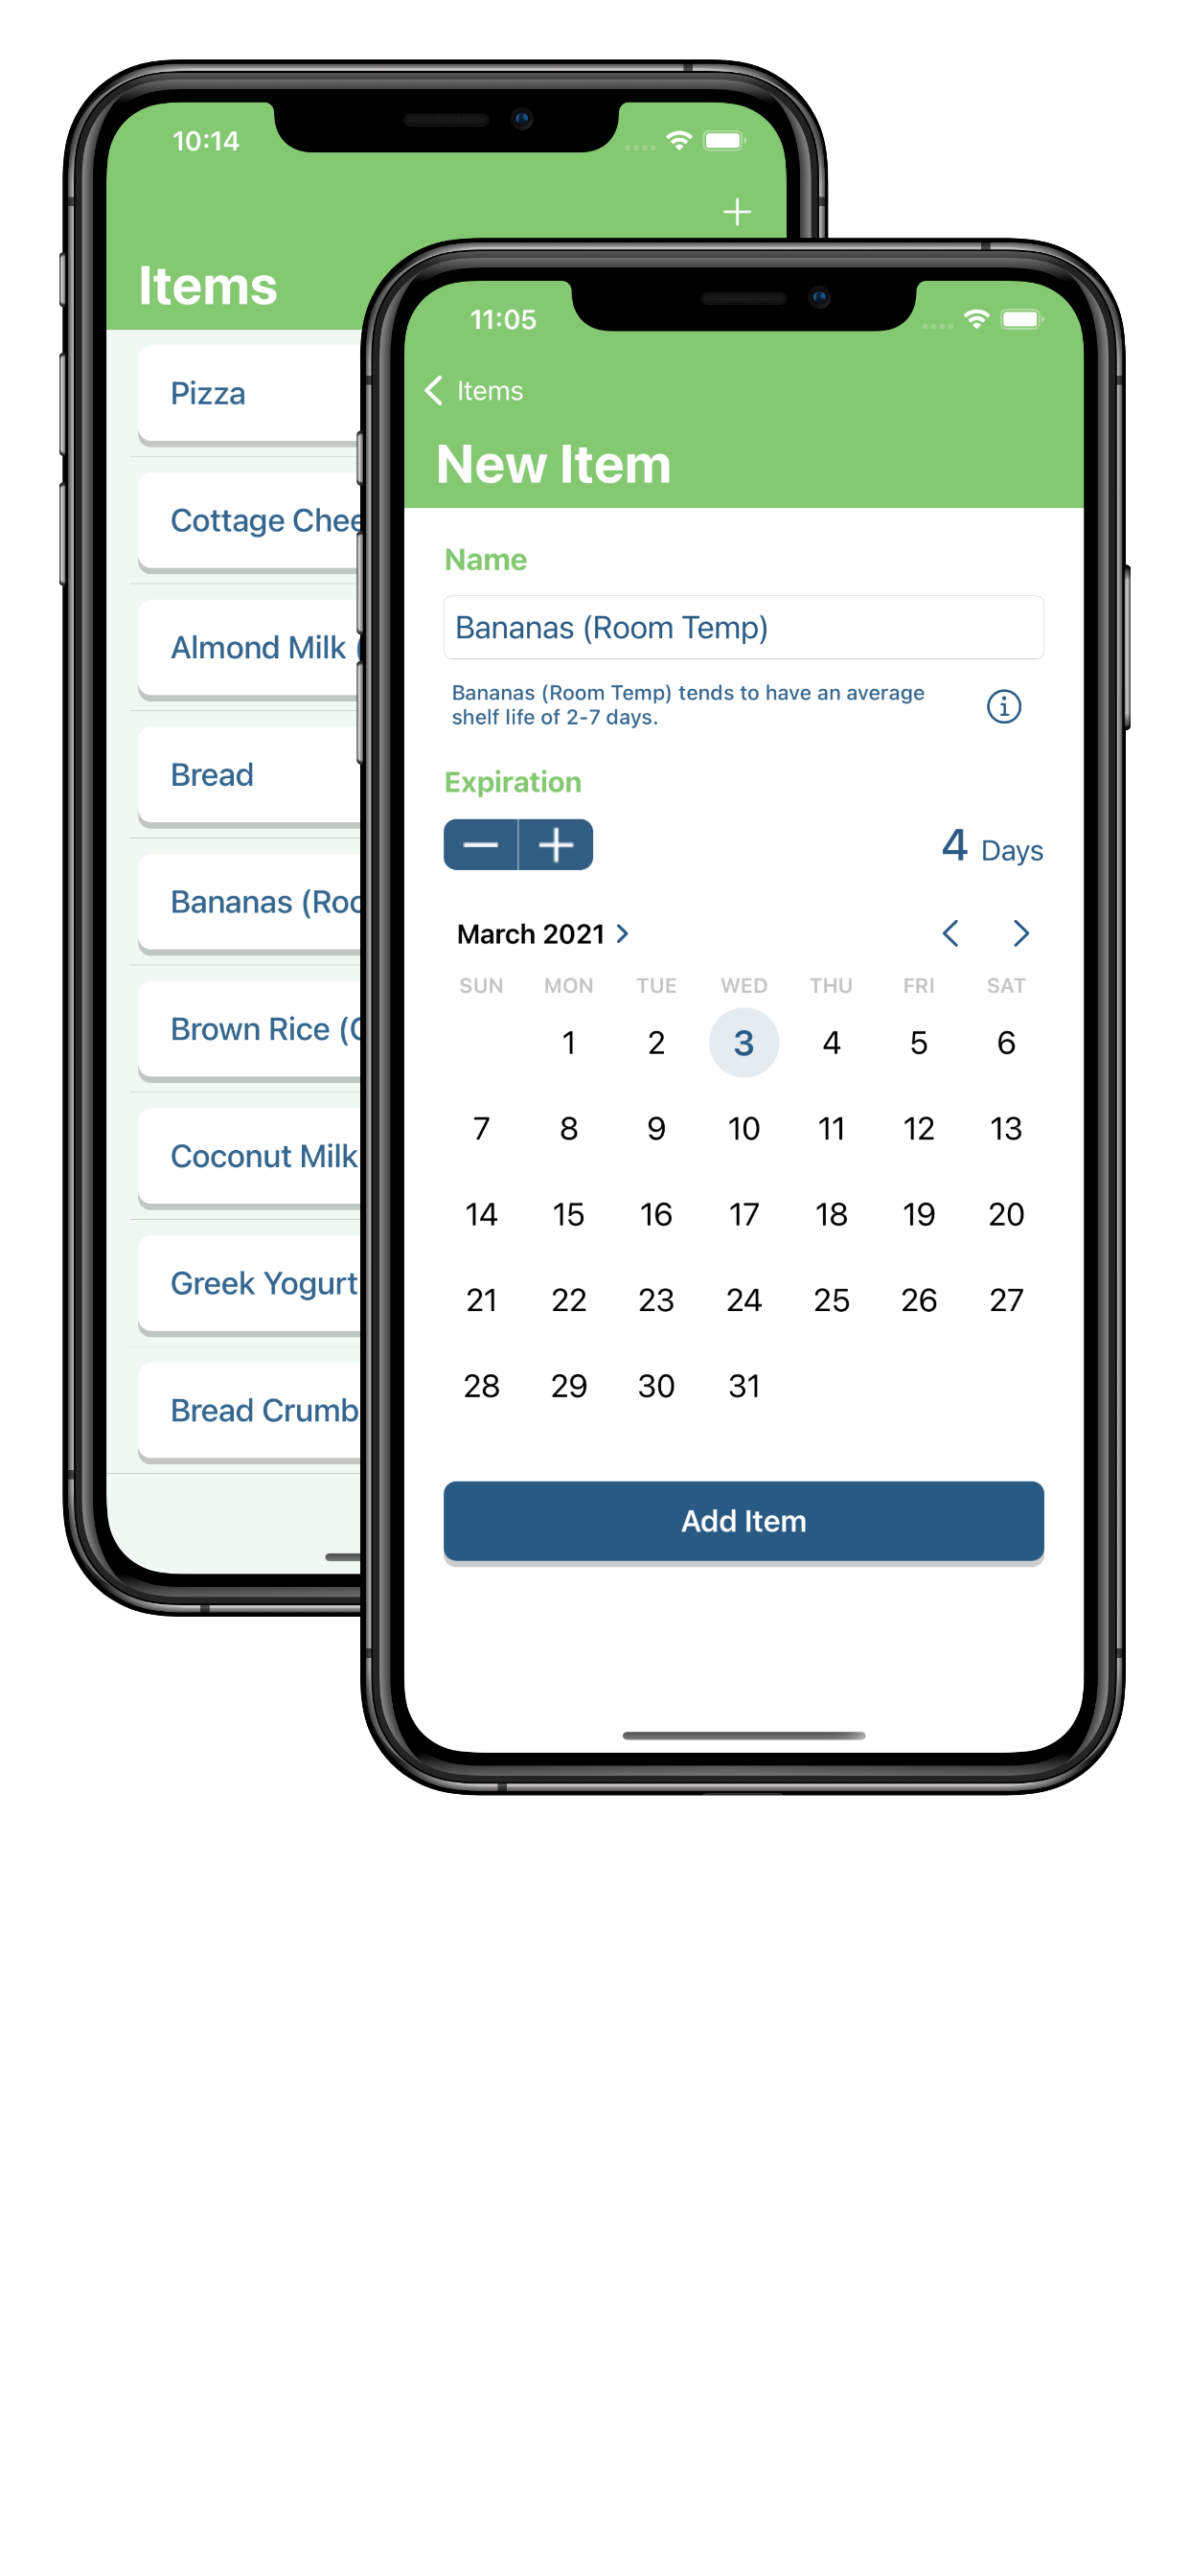 10:14
Items
Pizza
Cottage Chee
Almond Milk (
Bread
Bananas (Roo
Brown Rice (C
Coconut Milk
Greek Yogurt
Bread Crumb
11:05
Items
New Item
Name
Bananas (Room Temp)
Bananas (Room Temp) tends to have an average
shelf life of 2-7 days.
Expiration
4 Days
March 2021
SUN MON TUE WED THU FRI SAT
1 2 3 4 5 6
7 8 9 10 11 12 13
14 15 16 17 18 19 20
21 22 23 24 25 26 27
28 29 30 31
Add Item